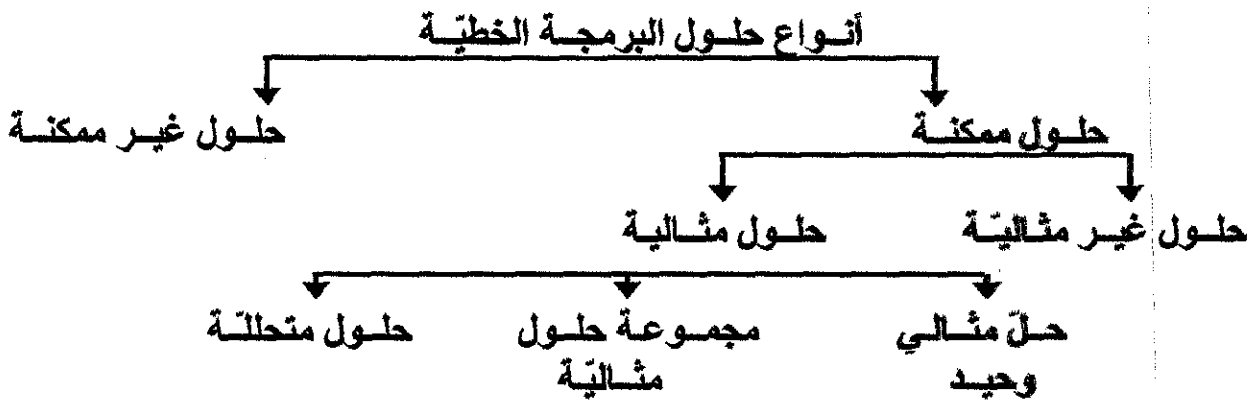 أنواع حلول البرمجة الخطيّة
حلول ممكنة
حلول غير ممكنة
حلول غير مثاليّة
حلول مثالية
حلّ مثالي
وحيد
مجموعة حلول
مثاليّة
حلول متحللّة